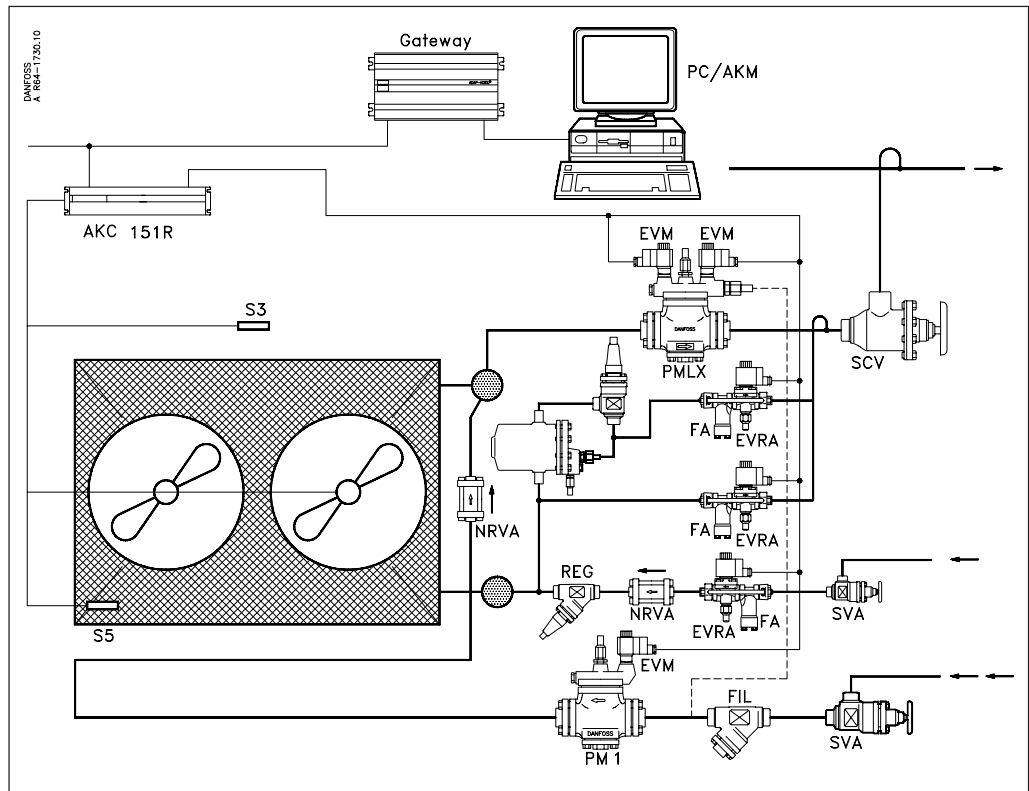 DANFOSS
A R64-1730.10
Gateway
PC/AKM
AKC 151R
EVM
EVM
S3
DANFOSS
PMLX
SCV
FA
EVRA
NRVA
FA
EVRA
REG
NRVA
EVRA
FA
SVA
S5
EVM
FIL
DANFOSS
PM 1
SVA